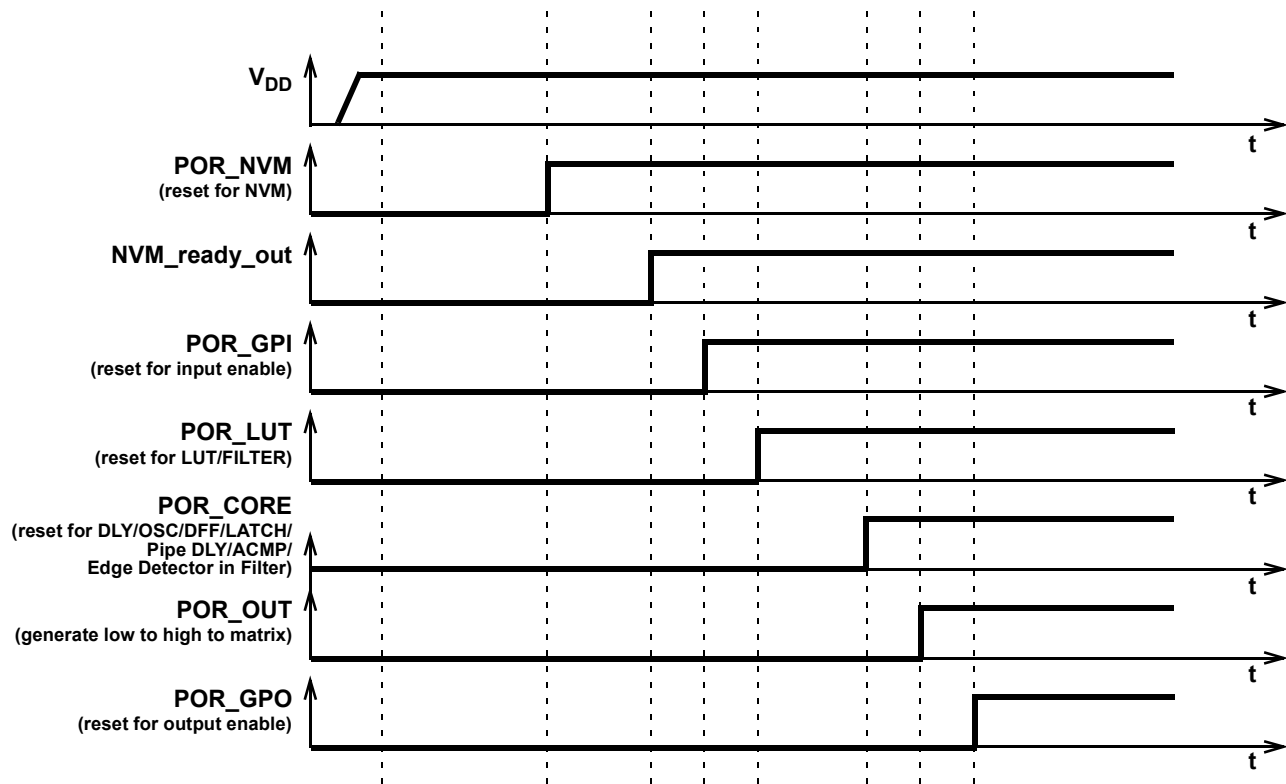 VDD
t
POR_NVM
(reset for NVM)
t
NVM_ready_out
t
POR_GPI
(reset for input enable)
t
POR_LUT
(reset for LUT/FILTER)
t
POR_CORE
(reset for DLY/OSC/DFF/LATCH/
Pipe DLY/ACMP/
Edge Detector in Filter)
t
POR_OUT
(generate low to high to matrix)
t
POR_GPO
(reset for output enable)
t